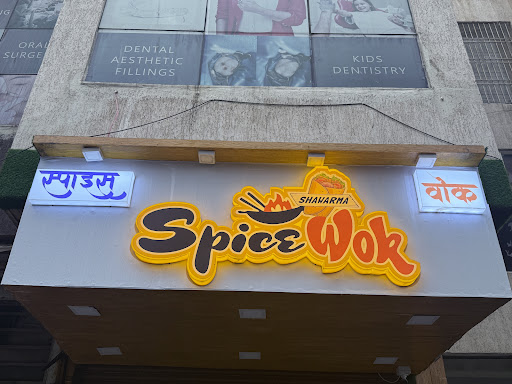 ORAL
SURGE
DENTAL
AESTHETIC
FILLINGS
KIDS
DENTISTRY
स्पाइस
SHAWARMA
Spice Wok
वोक